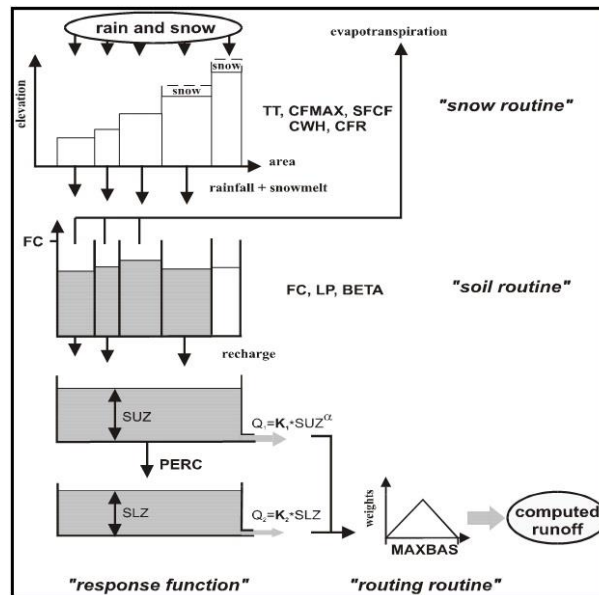 rain and snow
evapotranspiration
snow
snow
elevation
TT, CFMAX, SFCF
CWH, CFR
"snow routine"
area
rainfall + snowmelt
FC
FC, LP, BETA
"soil routine"
recharge
SUZ
Q₁=K₁*SUZ^α
PERC
SLZ
Q₂=K₂*SLZ
weights
MAXBAS
computed
runoff
"response function"
"routing routine"